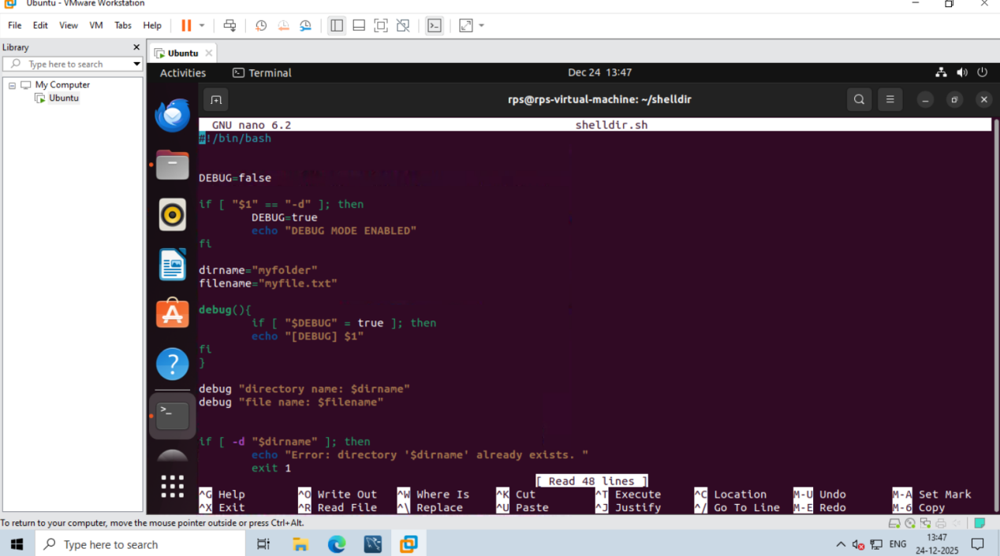 Ubuntu - VMware Workstation
File Edit View VM Tabs Help
Library
Type here to search
My Computer
Ubuntu
Ubuntu
Activities Terminal Dec 24 13:47
rps@rps-virtual-machine: ~/shelldir
GNU nano 6.2 shelldir.sh
#!/bin/bash
DEBUG=false
if [ "$1" == "-d" ]; then
DEBUG=true
echo "DEBUG MODE ENABLED"
fi
dirname="myfolder"
filename="myfile.txt"
debug(){
if [ "$DEBUG" = true ]; then
echo "[DEBUG] $1"
fi
}
debug "directory name: $dirname"
debug "file name: $filename"
if [ -d "$dirname" ]; then
echo "Error: directory '$dirname' already exists. "
exit 1
[ Read 48 lines ]
^G Help ^O Write Out ^W Where Is ^K Cut ^T Execute ^C Location M-U Undo M-A Set Mark
^X Exit ^R Read File ^\ Replace ^U Paste ^J Justify ^/ Go To Line M-E Redo M-6 Copy
To return to your computer, move the mouse pointer outside or press Ctrl+Alt.
Type here to search
ENG
13:47
24-12-2025